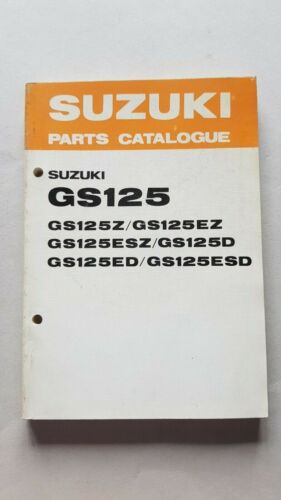 SUZUKI
PARTS CATALOGUE
SUZUKI
GS125
GS125Z/GS125EZ
GS125ESZ/GS125D
GS125ED/GS125ESD